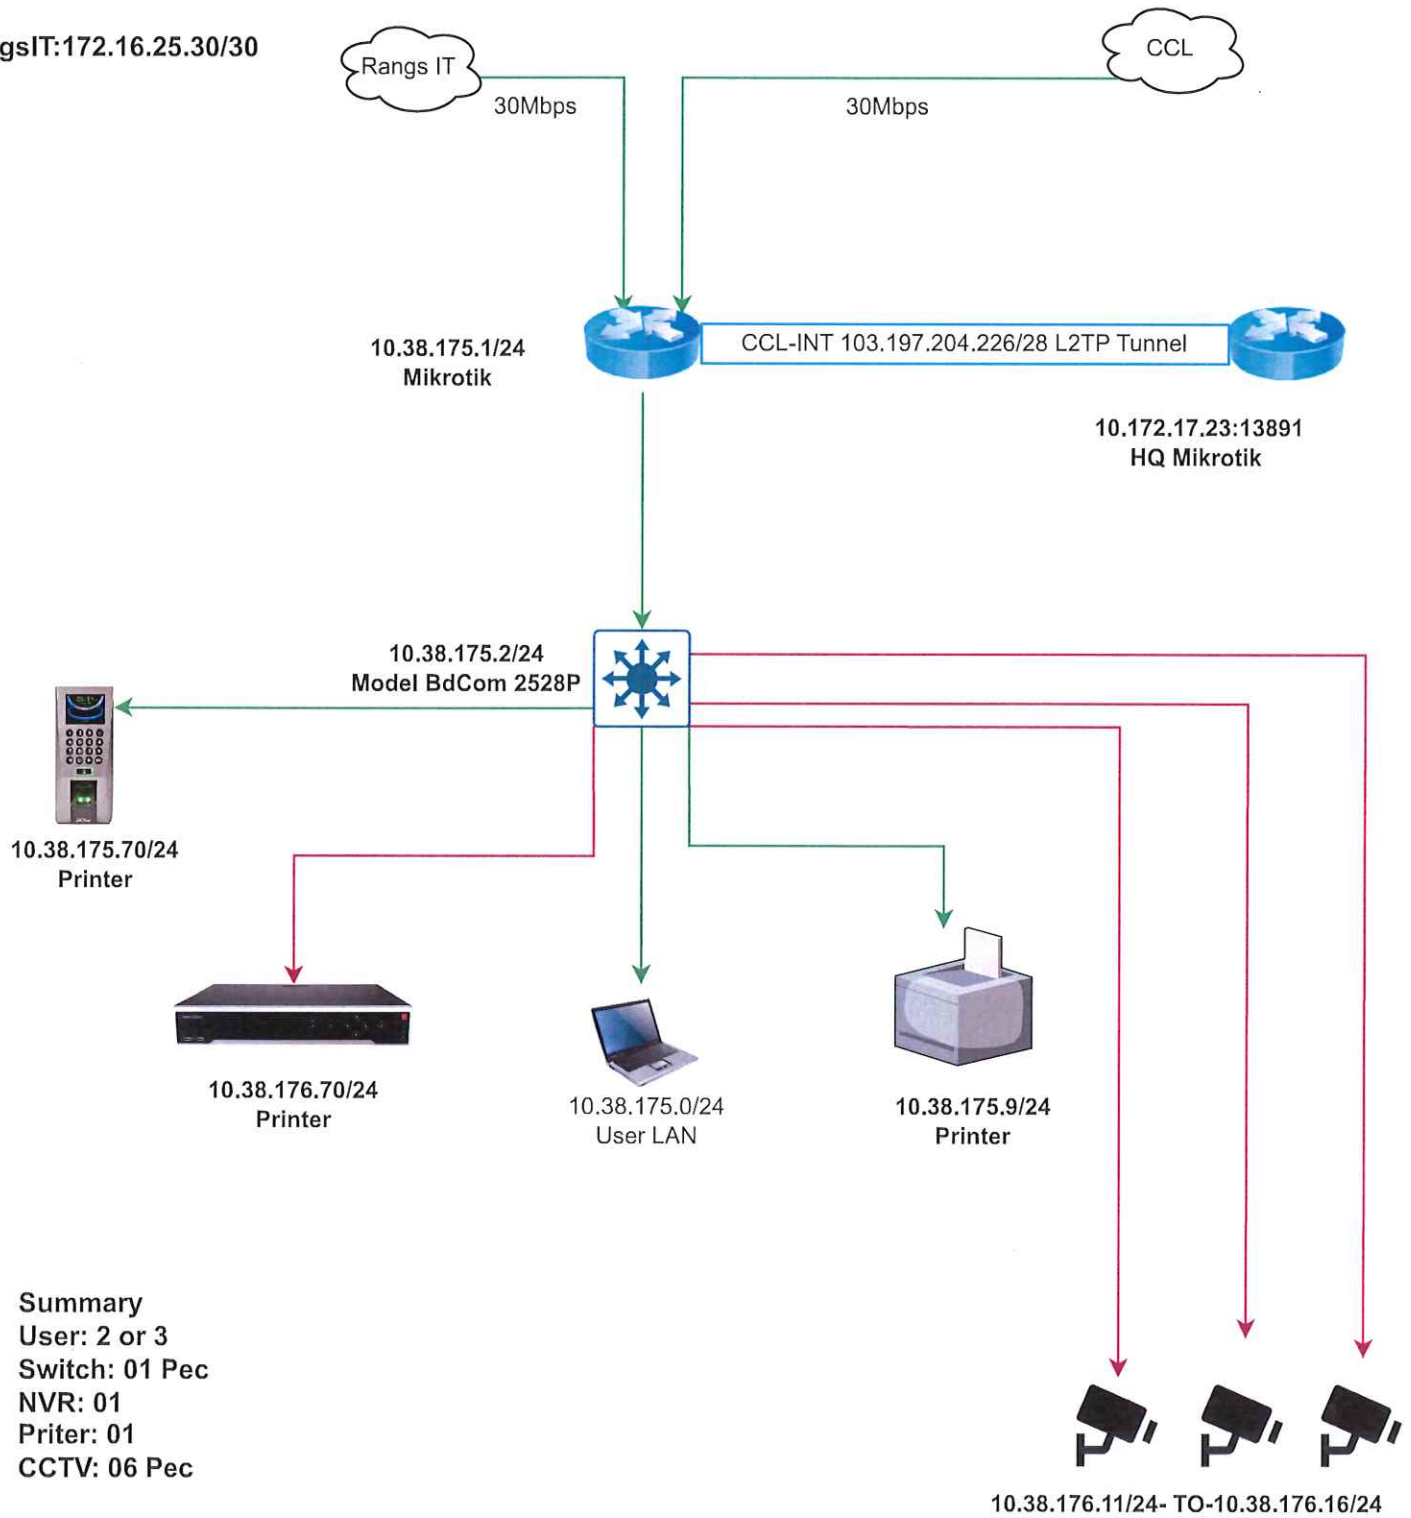 gsIT:172.16.25.30/30
Rangs IT
CCL
30Mbps
30Mbps
10.38.175.1/24
Mikrotik
CCL-INT 103.197.204.226/28 L2TP Tunnel
10.172.17.23:13891
HQ Mikrotik
10.38.175.2/24
Model BdCom 2528P
10.38.175.70/24
Printer
10.38.176.70/24
Printer
10.38.175.0/24
User LAN
10.38.175.9/24
Printer
Summary
User: 2 or 3
Switch: 01 Pec
NVR: 01
Priter: 01
CCTV: 06 Pec
10.38.176.11/24- TO-10.38.176.16/24